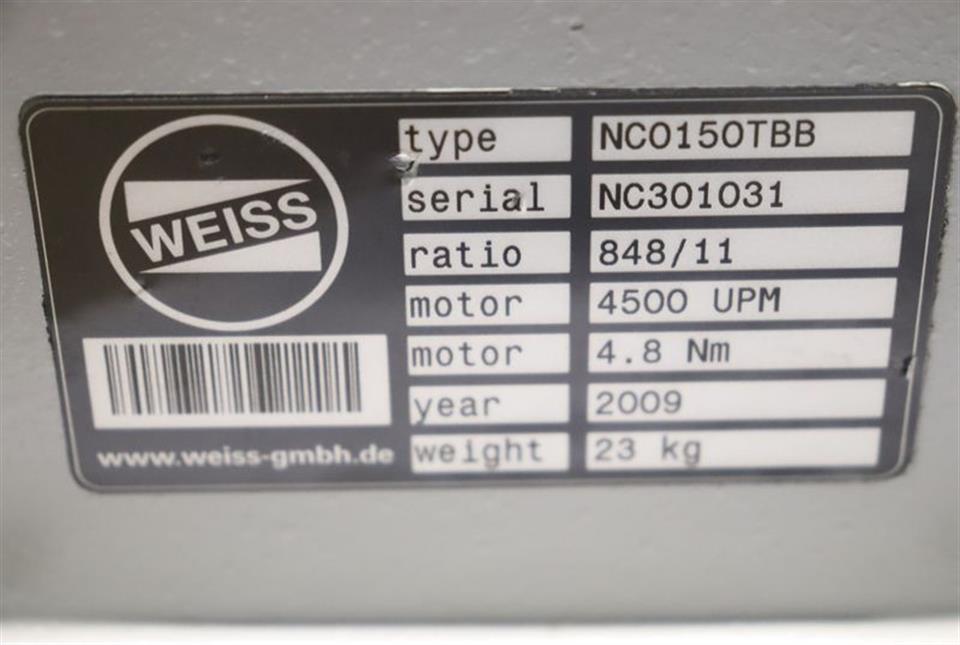 WEISS
www.weiss-gmbh.de
type NC0150TBB
serial NC301031
ratio 848/11
motor 4500 UPM
motor 4.8 Nm
year 2009
weight 23 kg